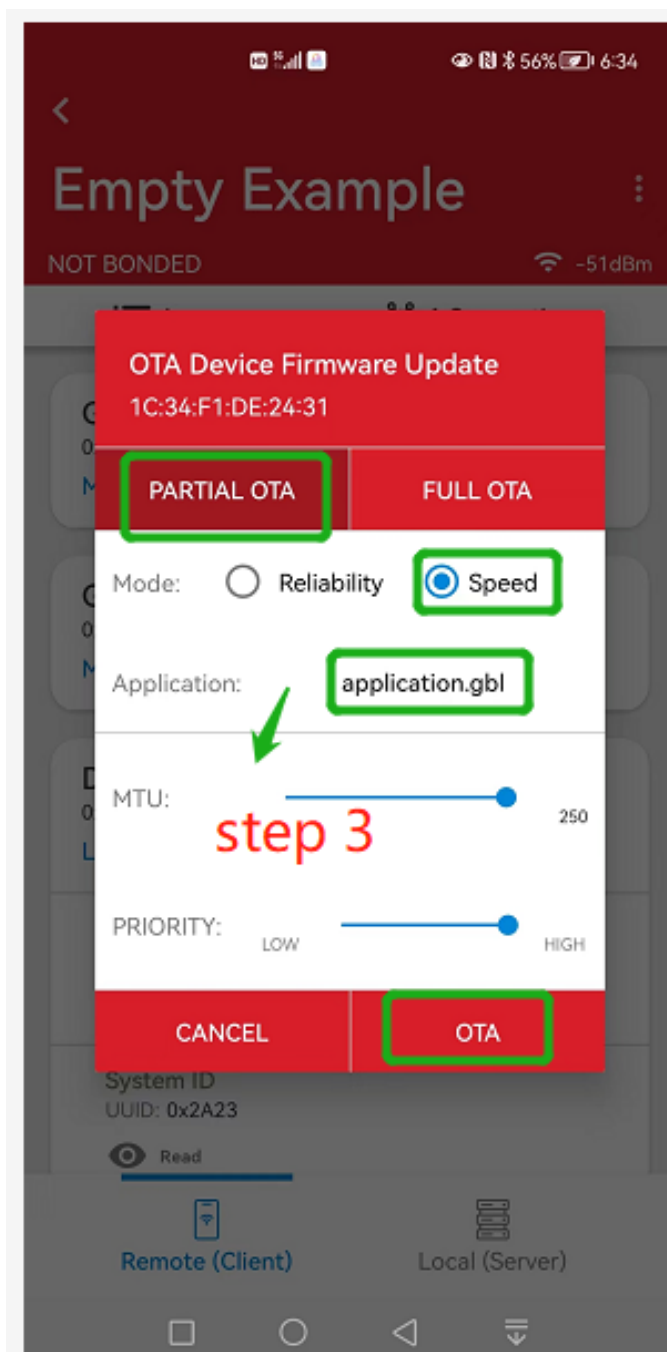 HD 5G 56% 6:34
Empty Example
NOT BONDED -51dBm
OTA Device Firmware Update
1C:34:F1:DE:24:31
PARTIAL OTA FULL OTA
Mode: Reliability Speed
Application: application.gbl
MTU: 250
step 3
PRIORITY: LOW HIGH
CANCEL OTA
System ID
UUID: 0x2A23
Read
Remote (Client) Local (Server)